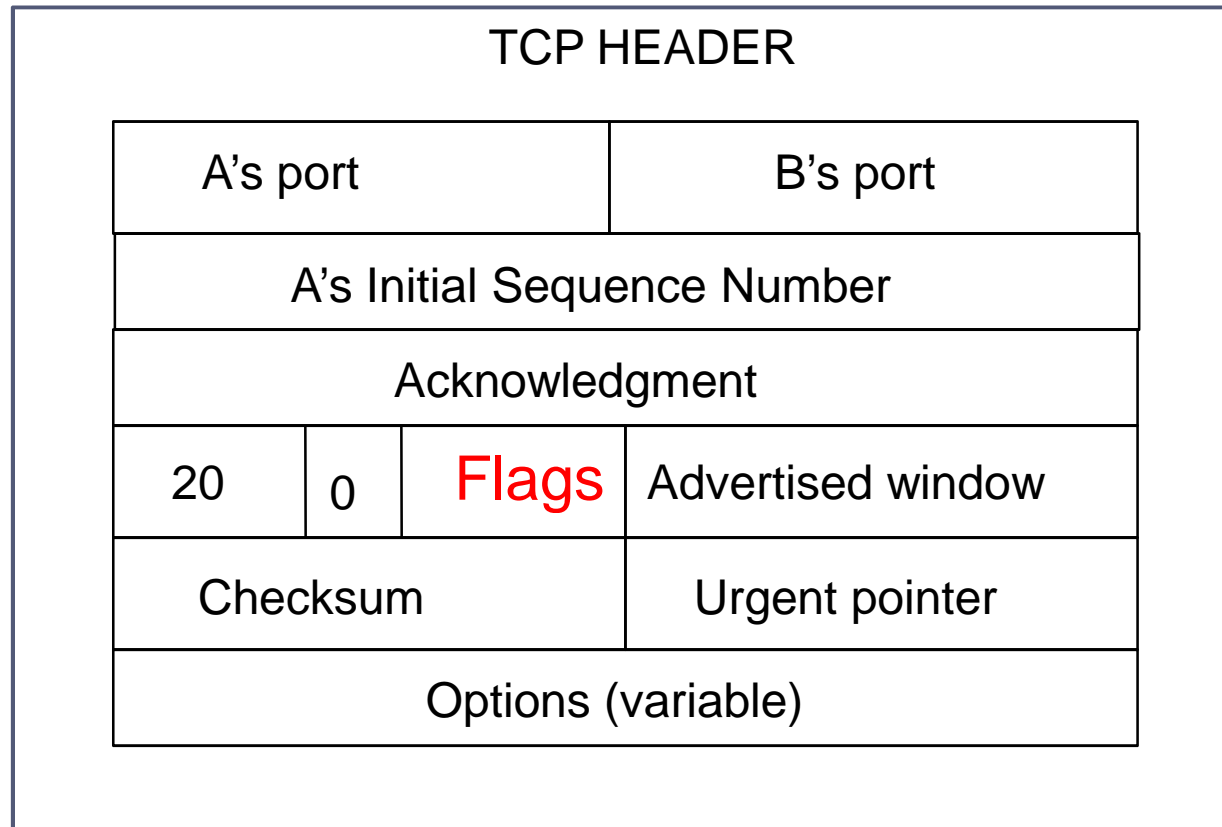 TCP HEADER
A’s port B’s port
A’s Initial Sequence Number
Acknowledgment
20 0 Flags Advertised window
Checksum Urgent pointer
Options (variable)